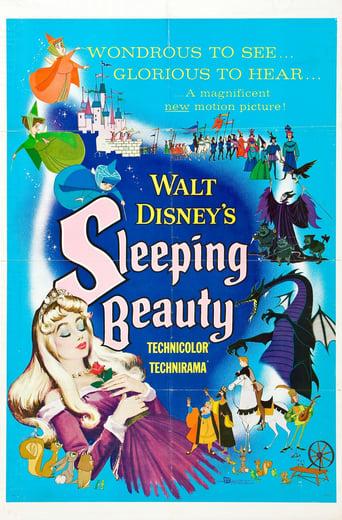 WONDROUS TO SEE...
GLORIOUS TO HEAR...
...A magnificent
new motion picture!
WALT
DISNEY'S
Sleeping
Beauty
TECHNICOLOR®
TECHNIRAMA®